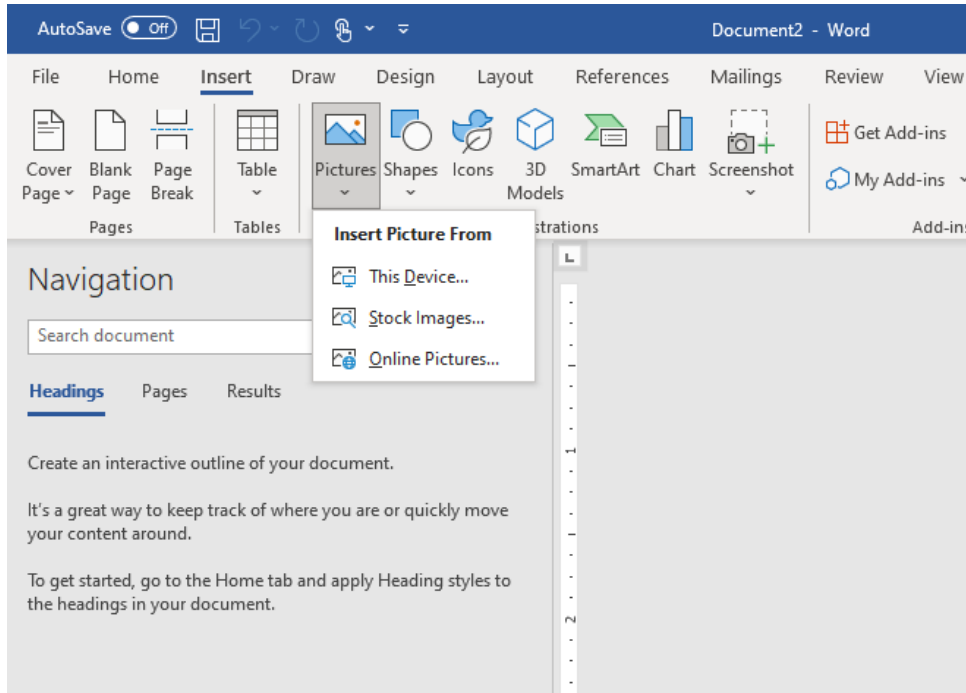 AutoSave Off Document2 - Word
File Home Insert Draw Design Layout References Mailings Review View
Cover Page Blank Page Page Break Table Pictures Shapes Icons 3D Models SmartArt Chart Screenshot Get Add-ins
My Add-ins
Pages Tables
Insert Picture From
This Device...
Stock Images...
Online Pictures...
Navigation
Search document
Headings Pages Results
Create an interactive outline of your document.
It's a great way to keep track of where you are or quickly move
your content around.
To get started, go to the Home tab and apply Heading styles to
the headings in your document.
L
1
2